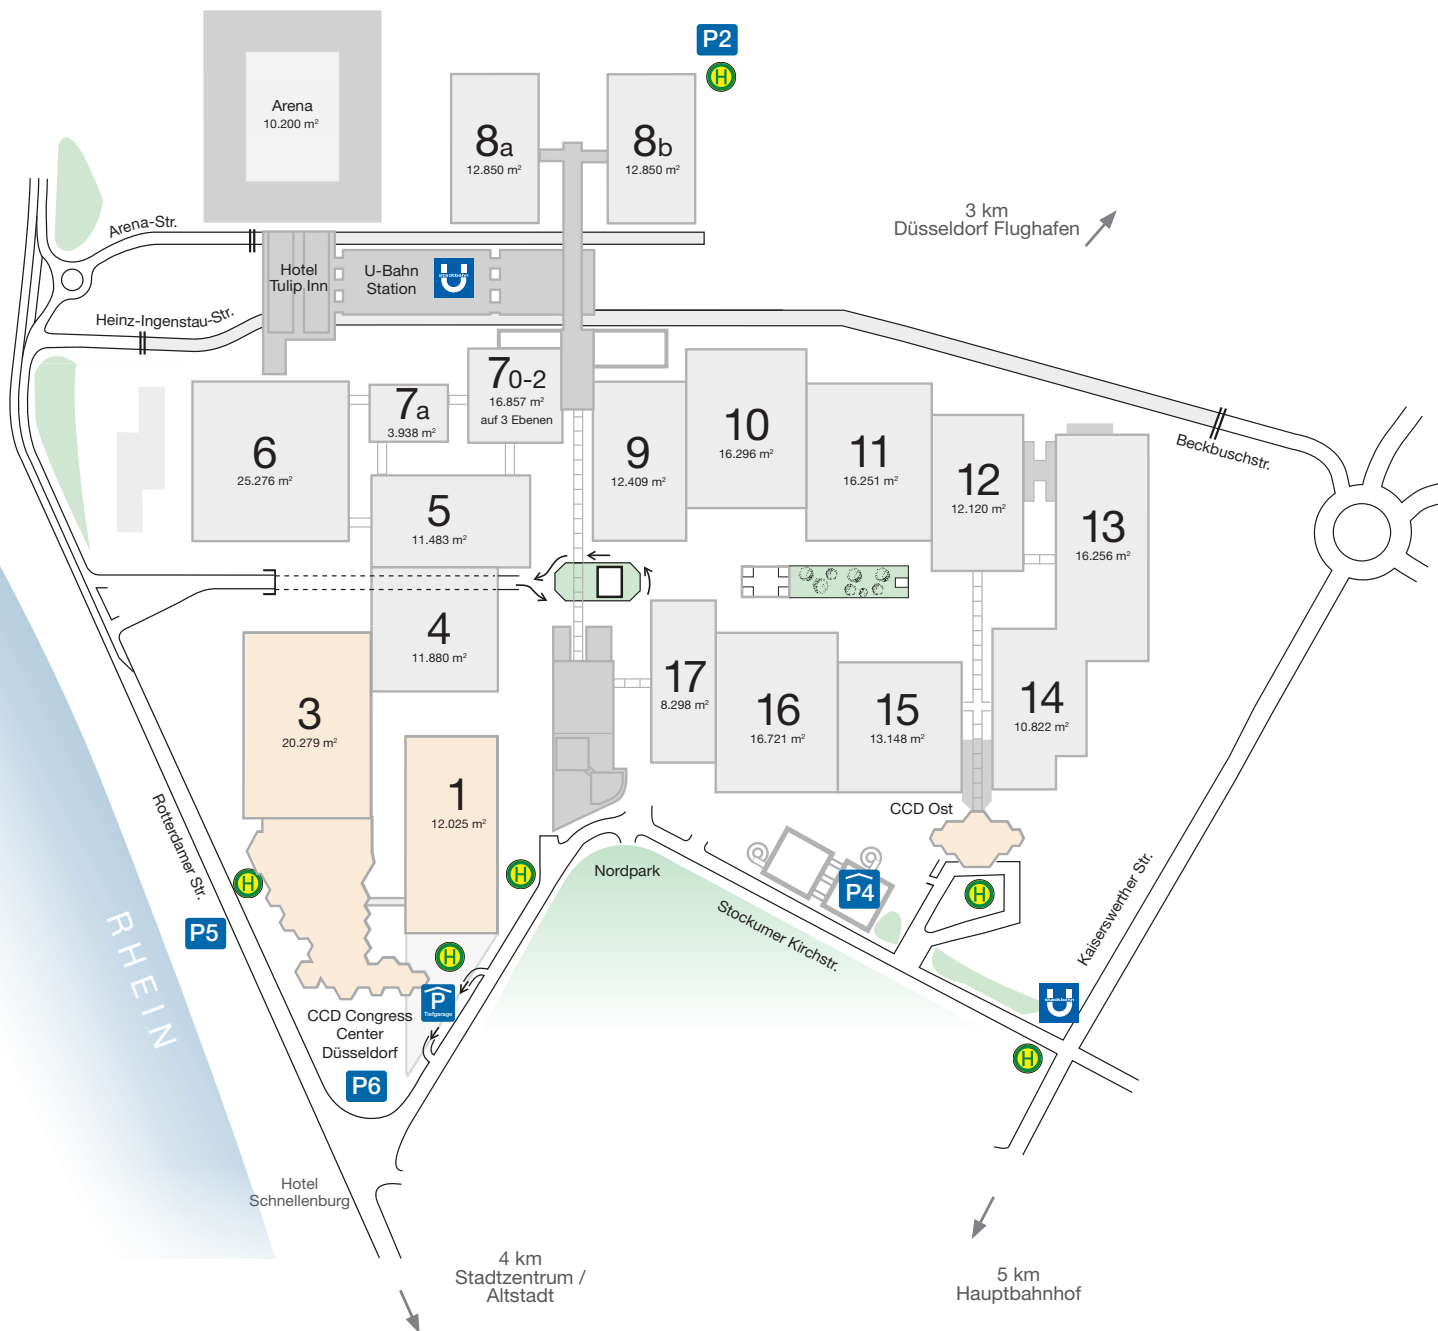 P2
H
Arena
10.200 m²
8a
12.850 m²
8b
12.850 m²
3 km
Düsseldorf Flughafen
Arena-Str.
Hotel
Tulip Inn
U-Bahn
Station
U
Heinz-Ingenstau-Str.
7a
3.938 m²
70-2
16.857 m²
auf 3 Ebenen
6
25.276 m²
5
11.483 m²
9
12.409 m²
10
16.296 m²
11
16.251 m²
12
12.120 m²
13
16.256 m²
Beckbuschstr.
4
11.880 m²
3
20.279 m²
1
12.025 m²
17
8.298 m²
16
16.721 m²
15
13.148 m²
14
10.822 m²
CCD Ost
Rotterdamer Str.
H
H
Nordpark
P4
H
Stockumer Kirchstr.
Kaiserswerther Str.
P5
RHEIN
H
P
Tiefgarage
U
H
CCD Congress
Center
Düsseldorf
P6
Hotel
Schnellenburg
4 km
Stadtzentrum /
Altstadt
5 km
Hauptbahnhof